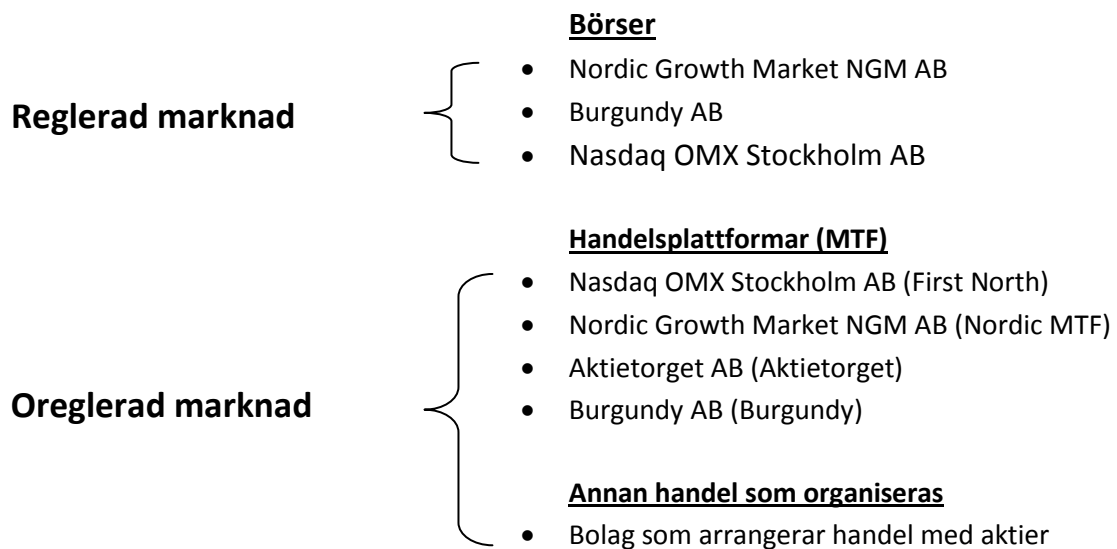 Börser
Reglerad marknad
• Nordic Growth Market NGM AB
• Burgundy AB
• Nasdaq OMX Stockholm AB
Oreglerad marknad
Handelsplattformar (MTF)
• Nasdaq OMX Stockholm AB (First North)
• Nordic Growth Market NGM AB (Nordic MTF)
• Aktietorget AB (Aktietorget)
• Burgundy AB (Burgundy)
Annan handel som organiseras
• Bolag som arrangerar handel med aktier